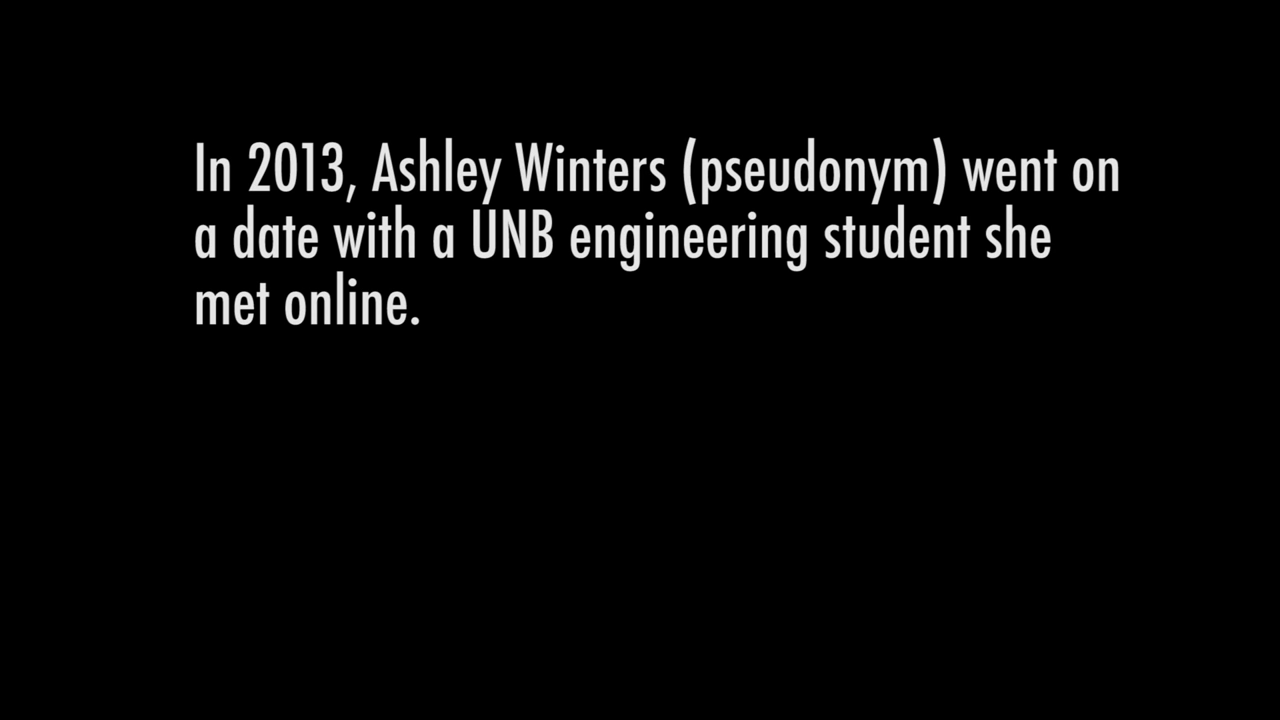 In 2013, Ashley Winters (pseudonym) went on
a date with a UNB engineering student she
met online.